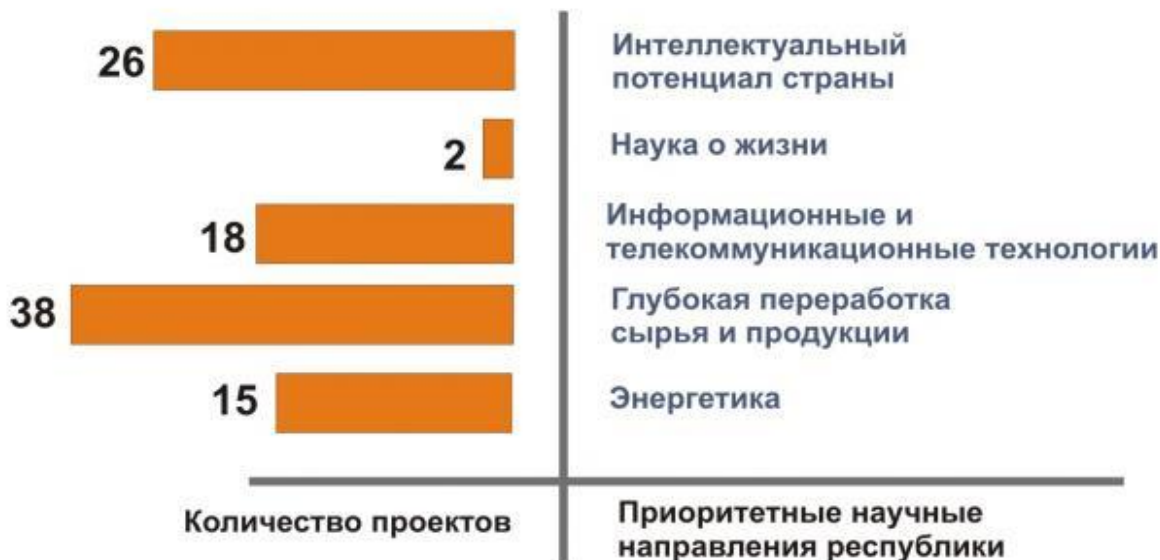 26
Интеллектуальный
потенциал страны
2
Наука о жизни
18
Информационные и
телекоммуникационные технологии
38
Глубокая переработка
сырья и продукции
15
Энергетика
Количество проектов
Приоритетные научные
направления республики